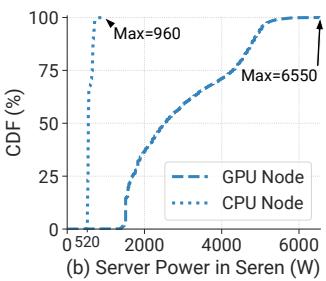 100
75
50
25
0
CDF (%)
Max=960
Max=6550
GPU Node
CPU Node
0 520 2000 4000 6000
(b) Server Power in Seren (W)